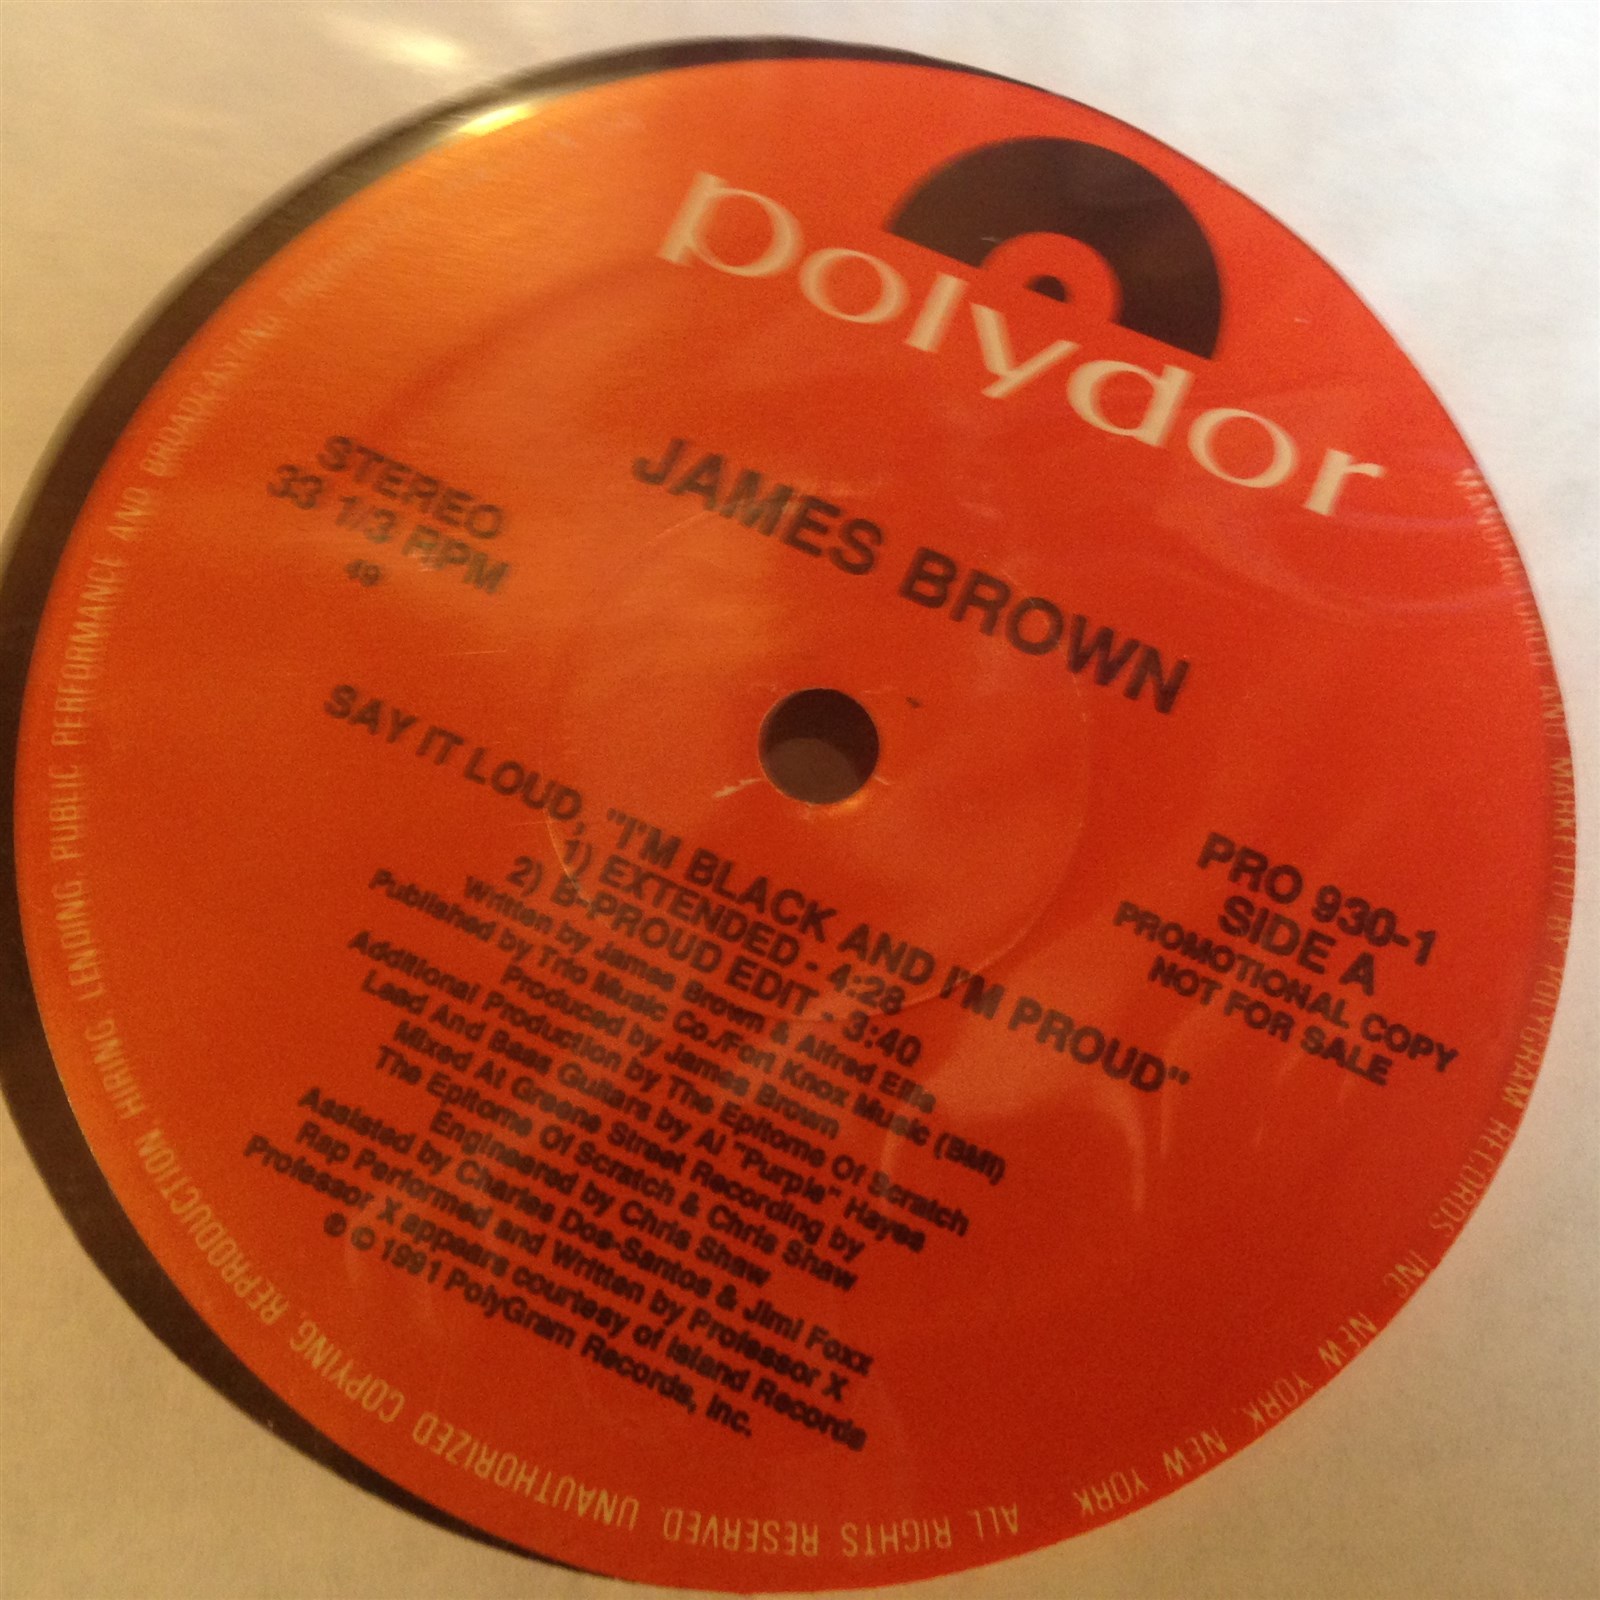 polydor
JAMES BROWN
STEREO
33 1/3 RPM
49
PRO 930-1
SIDE A
PROMOTIONAL COPY
NOT FOR SALE
SAY IT LOUD, "I'M BLACK AND I'M PROUD"
1) EXTENDED - 4:28
2) B-PROUD EDIT - 3:40
Written by James Brown & Alfred Ellis
Published by Trio Music Co./Fort Knox Music (BMI)
Produced by James Brown
Additional Production by The Epitome Of Scratch
Lead And Bass Guitars by Al "Purple" Hayes
Mixed At Greene Street Recording by
The Epitome Of Scratch & Chris Shaw
Engineered by Chris Shaw
Assisted by Charles Dos-Santos & Jimi Foxx
Rap Performed and Written by Professor X
Professor X appears courtesy of Island Records
℗ © 1991 PolyGram Records, Inc.
MANUFACTURED AND MARKETED BY POLYGRAM RECORDS INC. NEW YORK, NEW YORK. ALL RIGHTS RESERVED. UNAUTHORIZED COPYING, REPRODUCTION, HIRING, LENDING, PUBLIC PERFORMANCE AND BROADCASTING